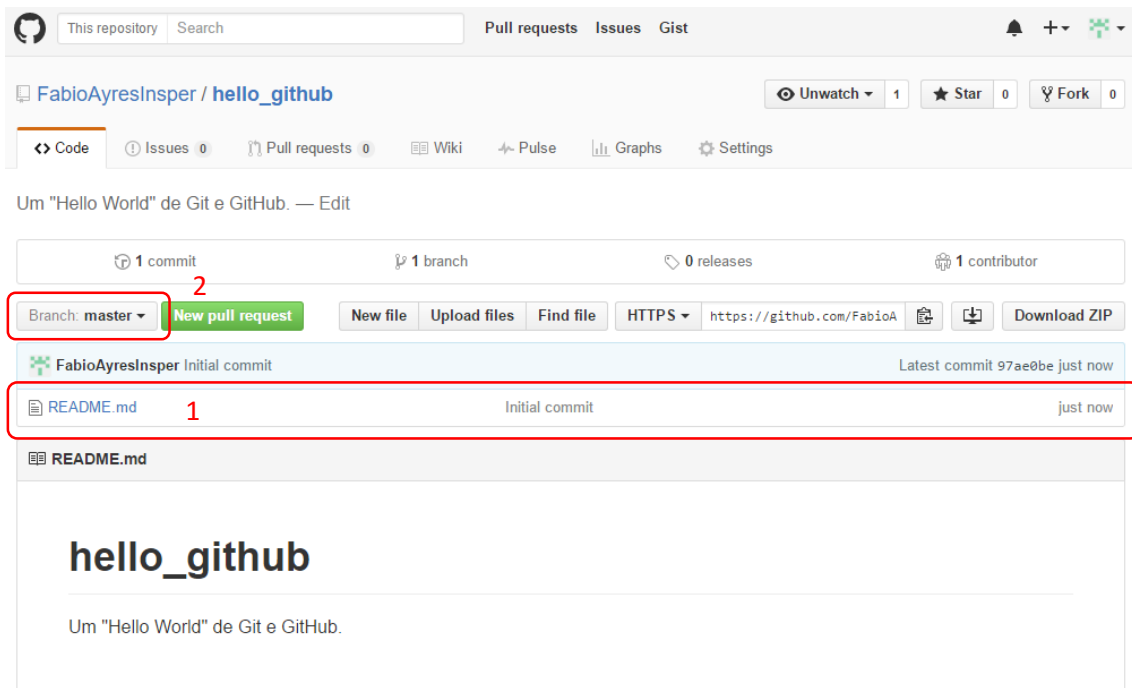 This repository Search Pull requests Issues Gist
FabioAyresInsper / hello_github Unwatch 1 Star 0 Fork 0
Code Issues 0 Pull requests 0 Wiki Pulse Graphs Settings
Um "Hello World" de Git e GitHub. — Edit
1 commit 1 branch 0 releases 1 contributor
2
Branch: master New pull request New file Upload files Find file HTTPS https://github.com/FabioA Download ZIP
FabioAyresInsper Initial commit Latest commit 97ae0be just now
README.md 1 Initial commit just now
README.md
hello_github
Um "Hello World" de Git e GitHub.